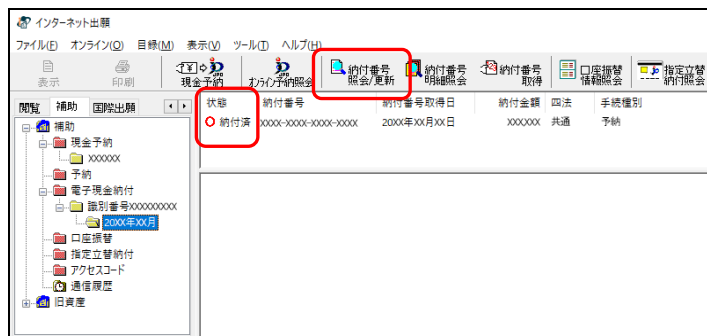 インターネット出願
ファイル(F) オンライン(O) 目録(M) 表示(V) ツール(T) ヘルプ(H)
表示 印刷 現金予納 オンライン予納照会 納付番号照会/更新 納付番号明細照会 納付番号取得 口座振替情報照会 指定立替納付照会
閲覧 補助 国際出願
状態 納付番号 納付番号取得日 納付金額 四法 手続種別
納付済 XXXX-XXXX-XXXX-XXXX 20XX年XX月XX日 XXXXXX 共通 予納
補助
現金予納
XXXXXX
予納
電子現金納付
識別番号XXXXXXXXX
20XX年XX月
口座振替
指定立替納付
アクセスコード
通信履歴
旧資産